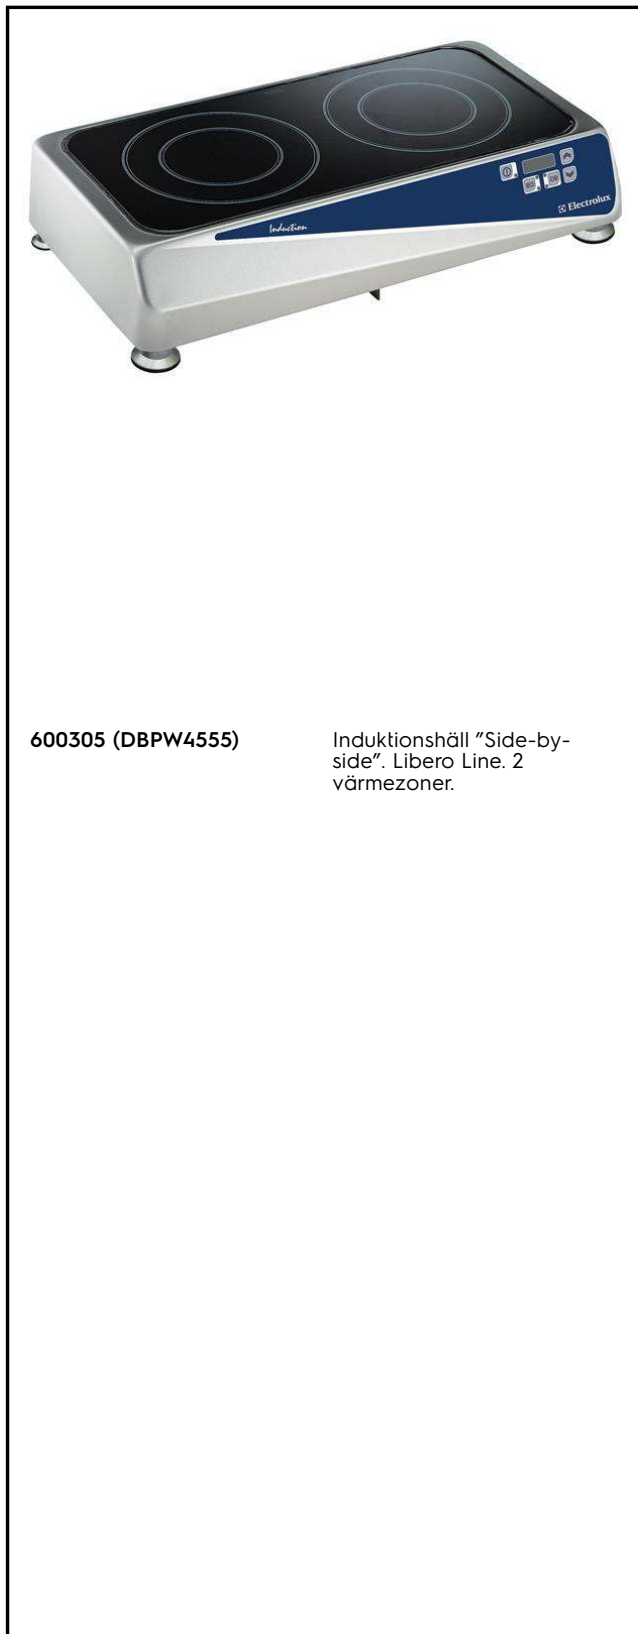 Induction
Electrolux
600305 (DBPW4555)
Induktionshäll "Side-by-
side". Libero Line. 2
värmezoner.